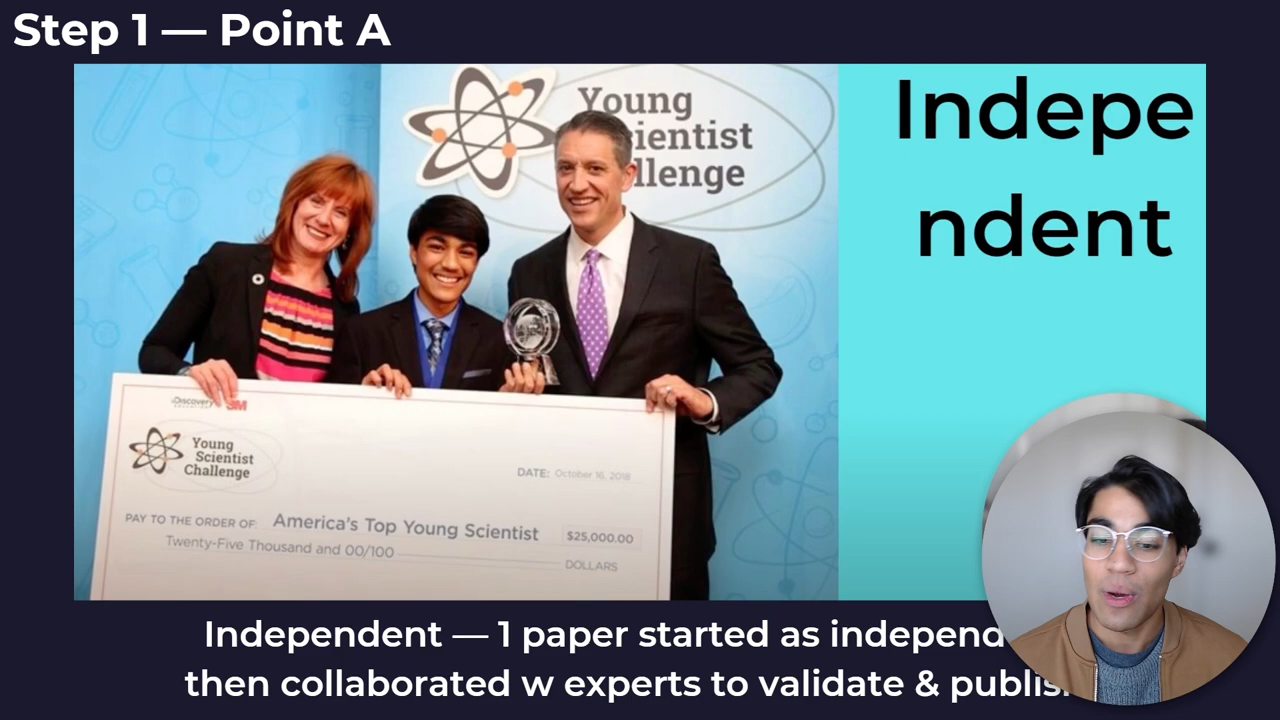 Step 1 — Point A
Young
Scientist
Challenge
Indepe
ndent
Discovery
EDUCATION
3M
Young
Scientist
Challenge
DATE: October 16, 2018
PAY TO THE ORDER OF: America's Top Young Scientist $25,000.00
Twenty-Five Thousand and 00/100
DOLLARS
Independent — 1 paper started as independ
then collaborated w experts to validate & publis